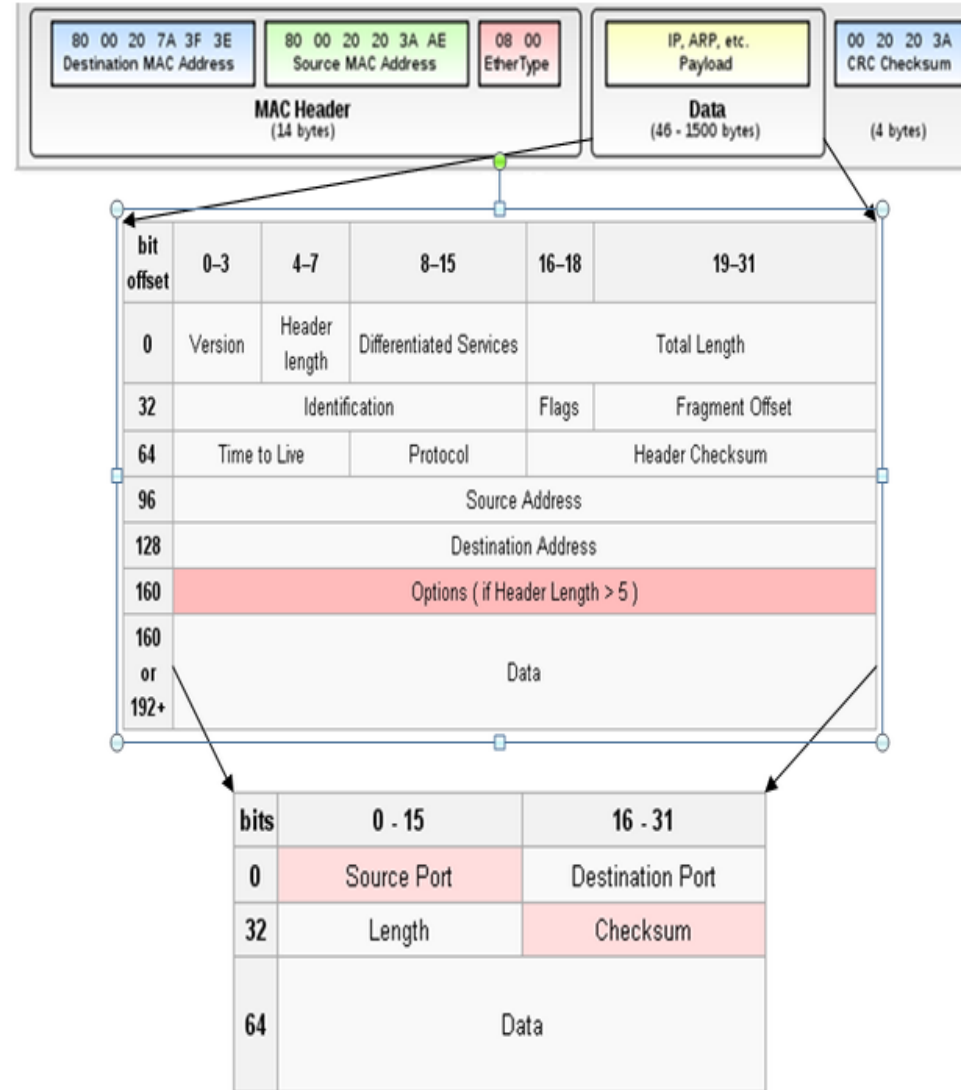 80 00 20 7A 3F 3E
Destination MAC Address
80 00 20 20 3A AE
Source MAC Address
08 00
EtherType
IP, ARP, etc.
Payload
00 20 20 3A
CRC Checksum
MAC Header
(14 bytes)
Data
(46 - 1500 bytes)
(4 bytes)
bit
offset
0–3
4–7
8–15
16–18
19–31
0
Version
Header
length
Differentiated Services
Total Length
32
Identification
Flags
Fragment Offset
64
Time to Live
Protocol
Header Checksum
96
Source Address
128
Destination Address
160
Options ( if Header Length > 5 )
160
or
192+
Data
bits
0 - 15
16 - 31
0
Source Port
Destination Port
32
Length
Checksum
64
Data